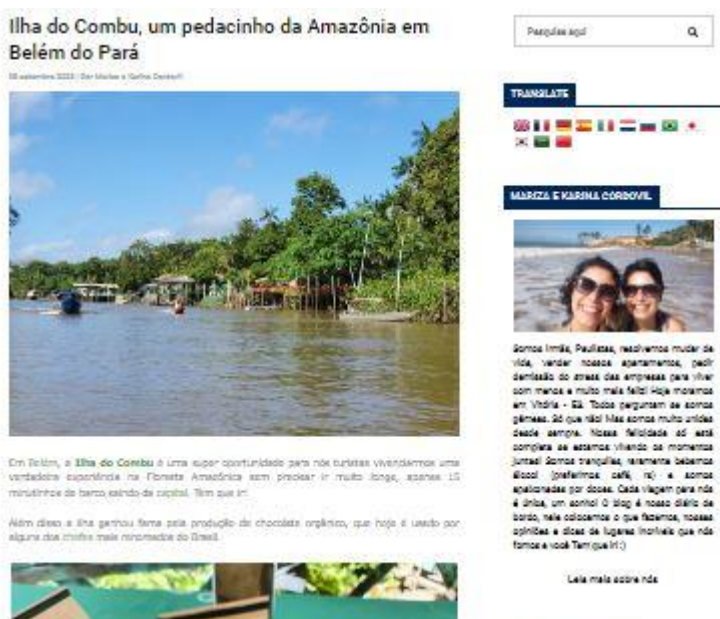 Ilha do Combu, um pedacinho da Amazônia em
Belém do Pará
Em Belém, a Ilha do Combu é uma super oportunidade para nós turistas vivenciarmos uma
verdadeira experiência na Floresta Amazônica sem precisar ir muito longe, apenas 15
minutinhos de barco saindo da capital. Tem que ir!
Além disso a ilha ganhou fama pela produção de chocolate orgânico, que hoje é usado por
alguns dos chefes mais renomados do Brasil.
Pesquise aqui
TRANSLATE
MARIZA E KARINA CORDOVIL
Somos irmãs, Paulistas, resolvemos mudar de
vida, vender nossos apartamentos, pedir
demissão do stress das empresas para viver
com menos e muito mais feliz! Hoje moramos
em Vitória - ES. Todos perguntam se somos
gêmeas. Só que não! Mas somos muito unidas
desde sempre. Nossa felicidade só está
completa se estamos vivendo os momentos
juntas! Somos tranquilas, raramente bebemos
álcool (preferimos café, rs) e somos
apaixonadas por doces. Cada viagem para nós
é única, um sonho! O blog é nosso diário de
bordo, nele colocamos o que fazemos, nossas
opiniões e dicas de lugares incríveis que nós
fomos e você Tem que ir! :)
Leia mais sobre nós